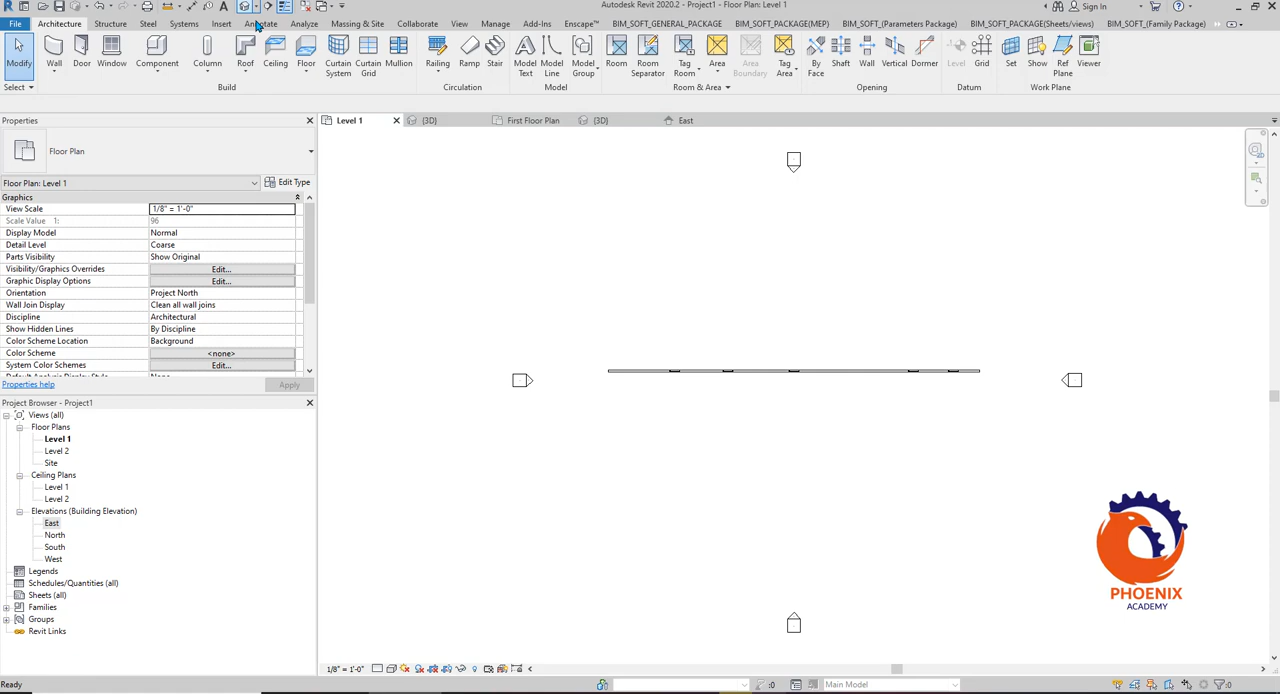 Autodesk Revit 2020.2 - Project1 - Floor Plan: Level 1
Sign In
File Architecture Structure Steel Systems Insert Annotate Analyze Massing & Site Collaborate View Manage Add-Ins Enscape™ BIM_SOFT_GENERAL_PACKAGE BIM_SOFT_PACKAGE(MEP) BIM_SOFT_(Parameters Package) BIM_SOFT_PACKAGE(Sheets/views) BIM_SOFT_(Family Package)
Modify Wall Door Window Component Column Roof Ceiling Floor Curtain System Curtain Grid Mullion Railing Ramp Stair Model Text Model Line Model Group Room Room Separator Tag Room Area Area Boundary Tag Area By Face Shaft Wall Vertical Dormer Level Grid Set Show Ref Plane Viewer
Select Build Circulation Model Room & Area Opening Datum Work Plane
Properties
Level 1 {3D} First Floor Plan {3D} East
Floor Plan
Floor Plan: Level 1 Edit Type
Graphics
View Scale 1/8" = 1'-0"
Scale Value 1: 96
Display Model Normal
Detail Level Coarse
Parts Visibility Show Original
Visibility/Graphics Overrides Edit...
Graphic Display Options Edit...
Orientation Project North
Wall Join Display Clean all wall joins
Discipline Architectural
Show Hidden Lines By Discipline
Color Scheme Location Background
Color Scheme <none>
System Color Schemes Edit...
Properties help Apply
Project Browser - Project1
Views (all)
Floor Plans
Level 1
Level 2
Site
Ceiling Plans
Level 1
Level 2
Elevations (Building Elevation)
East
North
South
West
Legends
Schedules/Quantities (all)
Sheets (all)
Families
Groups
Revit Links
PHOENIX
ACADEMY
1/8" = 1'-0"
Ready :0 Main Model :0